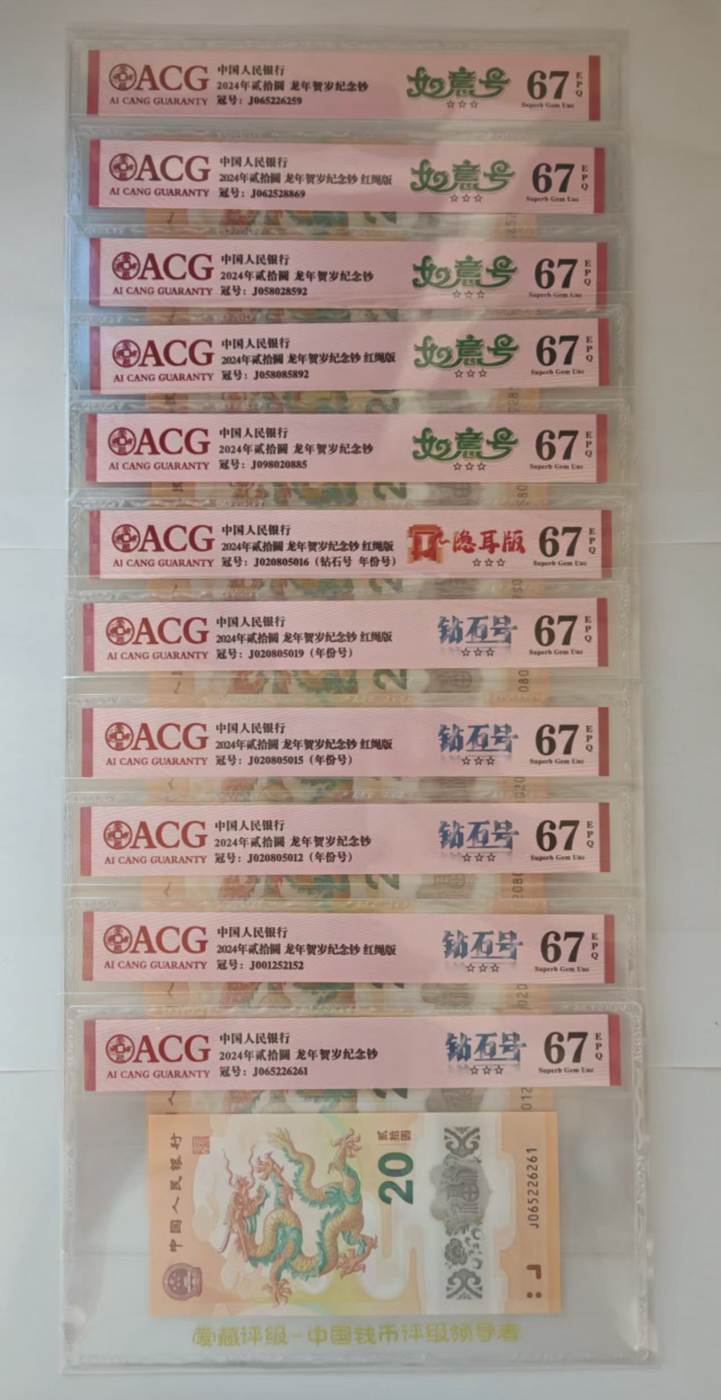 ACG
AI CANG GUARANTY
中国人民银行
2024年贰拾圆 龙年贺岁纪念钞
冠号：J065226259
如意号
☆☆☆
67
EPQ
Superb Gem Unc
ACG
AI CANG GUARANTY
中国人民银行
2024年贰拾圆 龙年贺岁纪念钞 红绳版
冠号：J062528869
如意号
☆☆☆
67
EPQ
Superb Gem Unc
ACG
AI CANG GUARANTY
中国人民银行
2024年贰拾圆 龙年贺岁纪念钞
冠号：J058028592
如意号
☆☆☆
67
EPQ
Superb Gem Unc
ACG
AI CANG GUARANTY
中国人民银行
2024年贰拾圆 龙年贺岁纪念钞 红绳版
冠号：J058085892
如意号
☆☆☆
67
EPQ
Superb Gem Unc
ACG
AI CANG GUARANTY
中国人民银行
2024年贰拾圆 龙年贺岁纪念钞
冠号：J098020885
如意号
☆☆☆
67
EPQ
Superb Gem Unc
ACG
AI CANG GUARANTY
中国人民银行
2024年贰拾圆 龙年贺岁纪念钞 红绳版
冠号：J020805016（钻石号 年份号）
隐耳版
☆☆☆
67
EPQ
Superb Gem Unc
ACG
AI CANG GUARANTY
中国人民银行
2024年贰拾圆 龙年贺岁纪念钞 红绳版
冠号：J020805019（年份号）
钻石号
☆☆☆
67
EPQ
Superb Gem Unc
ACG
AI CANG GUARANTY
中国人民银行
2024年贰拾圆 龙年贺岁纪念钞 红绳版
冠号：J020805015（年份号）
钻石号
☆☆☆
67
EPQ
Superb Gem Unc
ACG
AI CANG GUARANTY
中国人民银行
2024年贰拾圆 龙年贺岁纪念钞
冠号：J020805012（年份号）
钻石号
☆☆☆
67
EPQ
Superb Gem Unc
ACG
AI CANG GUARANTY
中国人民银行
2024年贰拾圆 龙年贺岁纪念钞 红绳版
冠号：J001252152
钻石号
☆☆☆
67
EPQ
Superb Gem Unc
ACG
AI CANG GUARANTY
中国人民银行
2024年贰拾圆 龙年贺岁纪念钞
冠号：J065226261
钻石号
☆☆☆
67
EPQ
Superb Gem Unc
中国人民银行
20
贰拾圆
J065226261
爱藏评级-中国钱币评级领导者